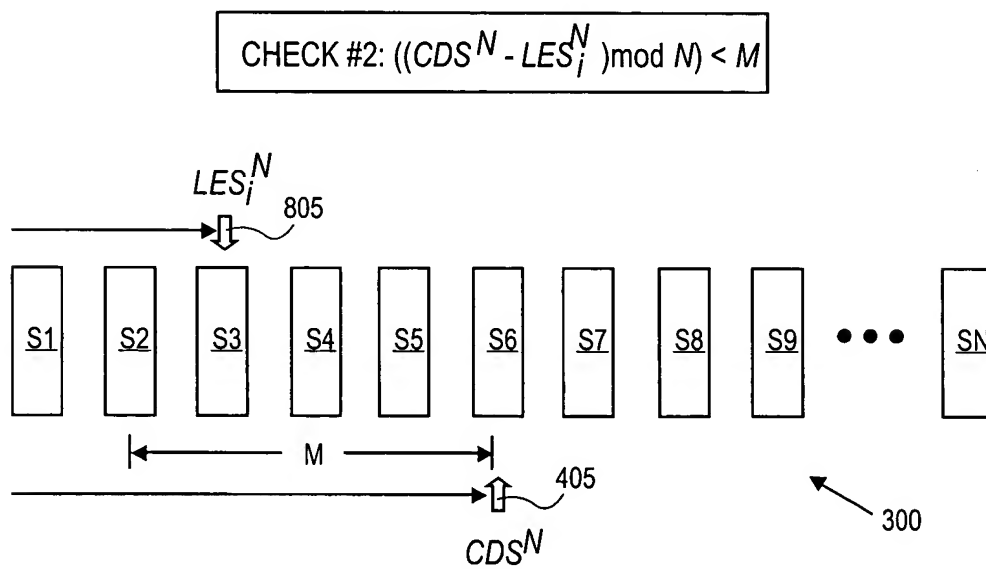 CHECK #2: ((CDS^N - LES_i^N )mod N) < M
LES_i^N
805
S1 S2 S3 S4 S5 S6 S7 S8 S9 ••• SN
M
405
CDS^N
300